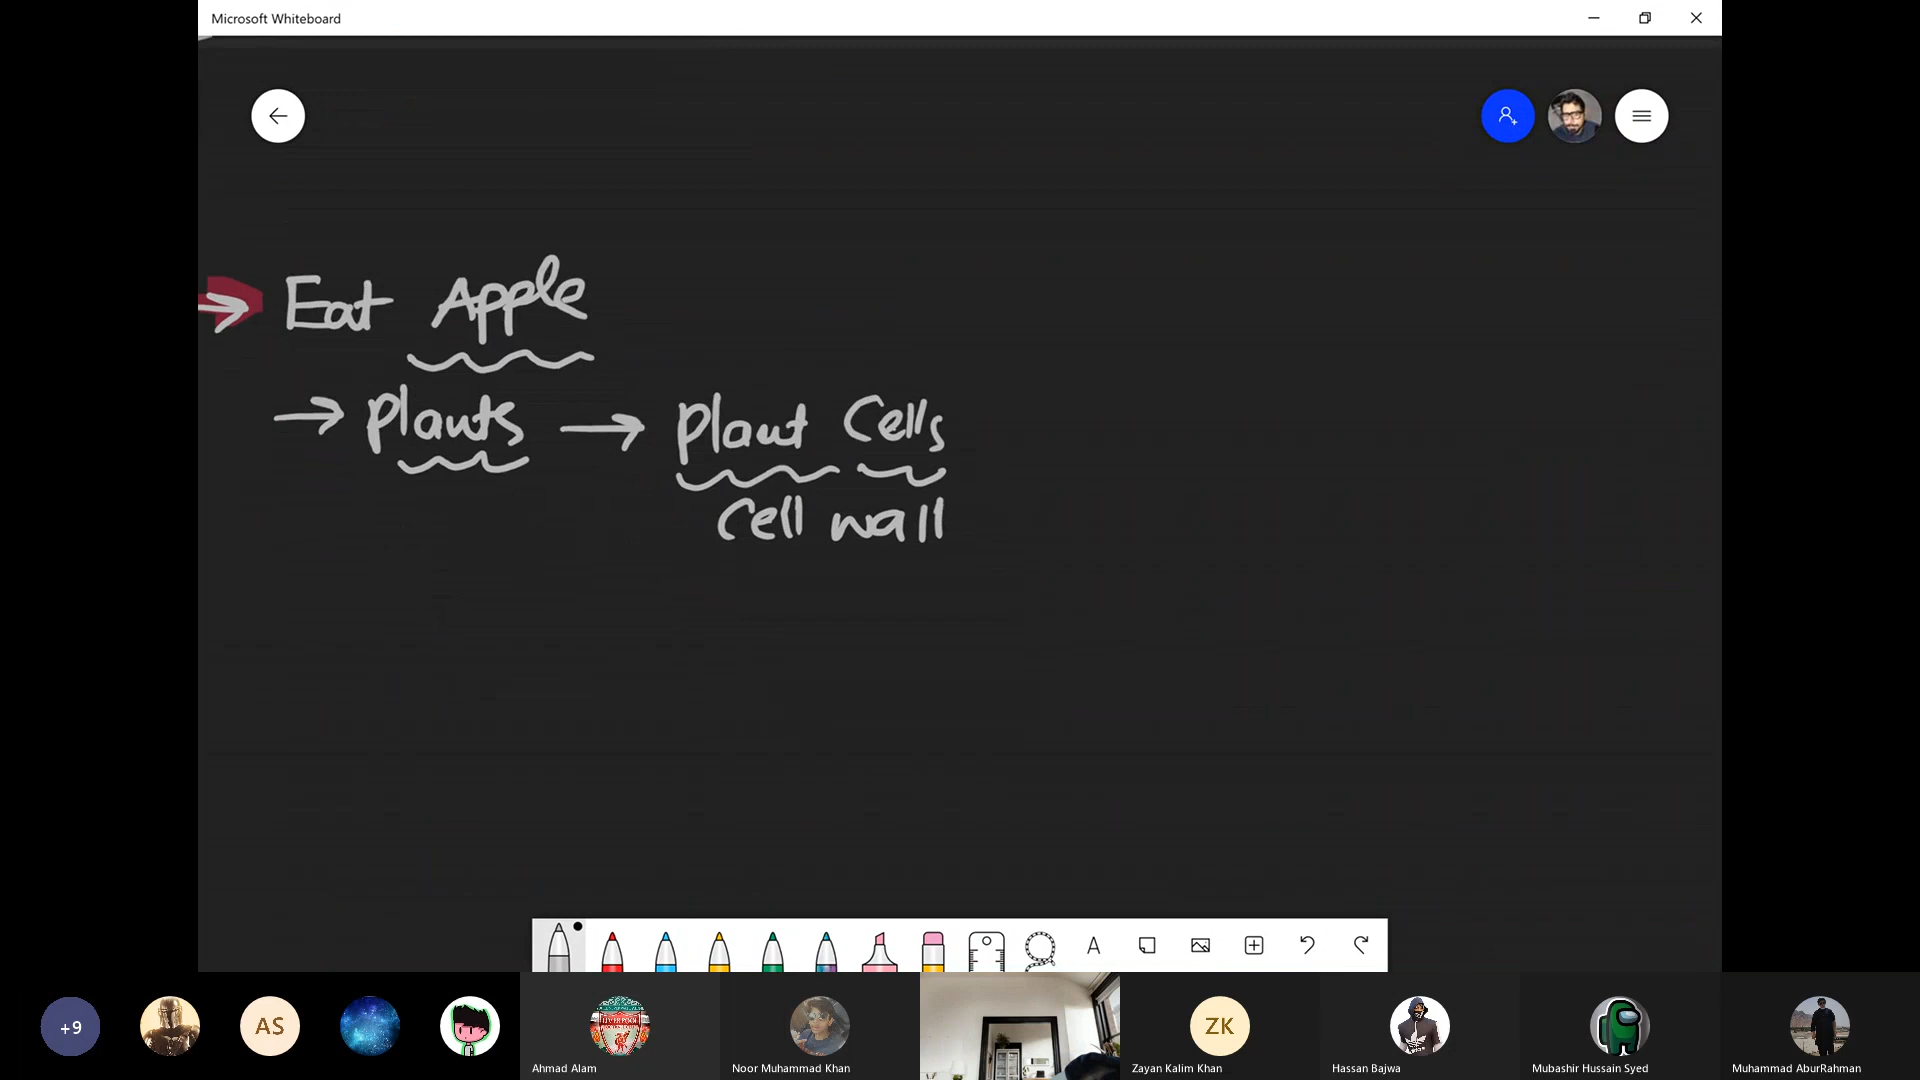 Microsoft Whiteboard
→ Eat Apple
→ plants → plant Cells
Cell wall
A
+9
AS
ZK
Ahmad Alam
Noor Muhammad Khan
Zayan Kalim Khan
Hassan Bajwa
Mubashir Hussain Syed
Muhammad AburRahman